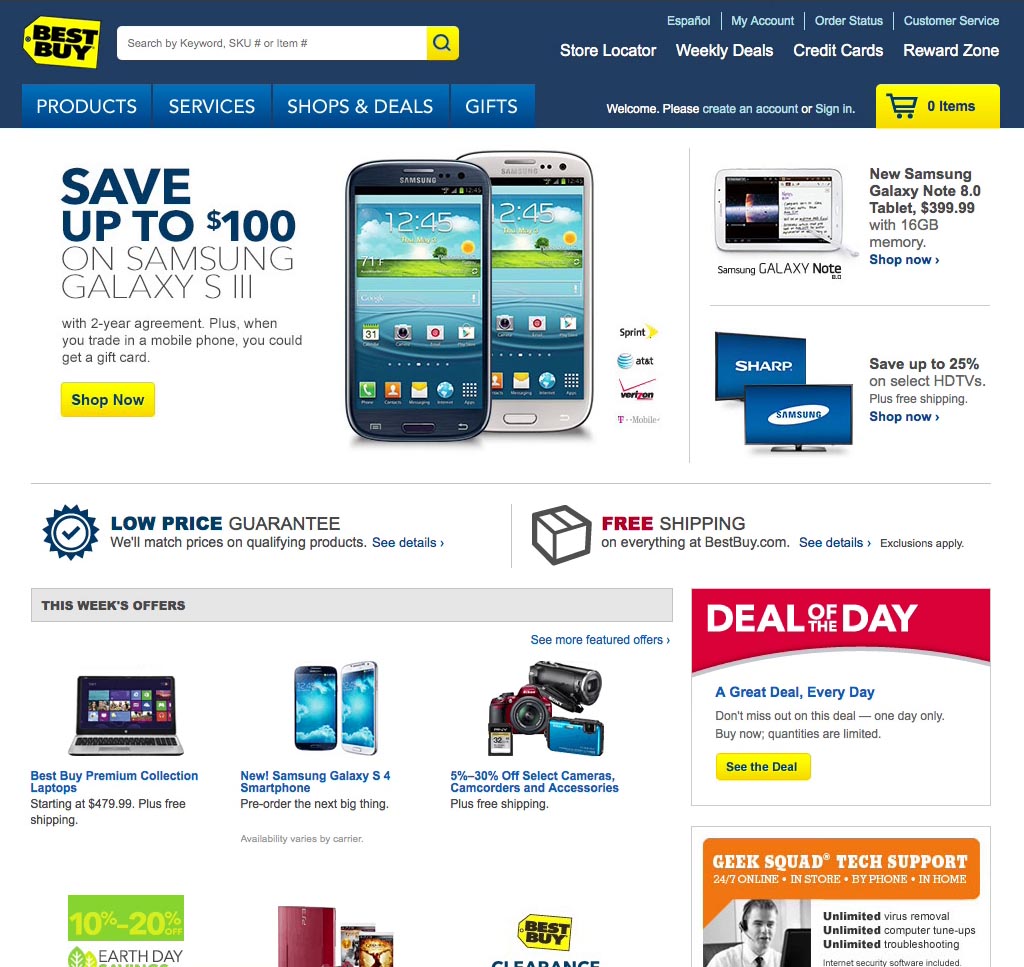 Español
My Account
Order Status
Customer Service
BEST
BUY
Search by Keyword, SKU # or Item #
Store Locator
Weekly Deals
Credit Cards
Reward Zone
PRODUCTS
SERVICES
SHOPS & DEALS
GIFTS
Welcome. Please create an account or Sign in.
0 Items
SAVE
UP TO $100
ON SAMSUNG
GALAXY S III
with 2-year agreement. Plus, when
you trade in a mobile phone, you could
get a gift card.
Shop Now
SAMSUNG
12:45
SAMSUNG
12:45
Google
Sprint
at&t
verizon
T··Mobile·
New Samsung
Galaxy Note 8.0
Tablet, $399.99
with 16GB
memory.
Shop now ›
Samsung GALAXY Note
8.0
SHARP
SAMSUNG
Save up to 25%
on select HDTVs.
Plus free shipping.
Shop now ›
LOW PRICE GUARANTEE
We'll match prices on qualifying products. See details ›
FREE SHIPPING
on everything at BestBuy.com. See details › Exclusions apply.
THIS WEEK'S OFFERS
See more featured offers ›
Best Buy Premium Collection
Laptops
Starting at $479.99. Plus free
shipping.
New! Samsung Galaxy S 4
Smartphone
Pre-order the next big thing.
Availability varies by carrier.
5%–30% Off Select Cameras,
Camcorders and Accessories
Plus free shipping.
DEAL OF THE DAY
A Great Deal, Every Day
Don't miss out on this deal — one day only.
Buy now; quantities are limited.
See the Deal
GEEK SQUAD® TECH SUPPORT
24/7 ONLINE • IN STORE • BY PHONE • IN HOME
Unlimited virus removal
Unlimited computer tune-ups
Unlimited troubleshooting
Internet security software included.
10%–20% OFF
EARTH DAY
SAVINGS
BEST
BUY
CLEARANCE